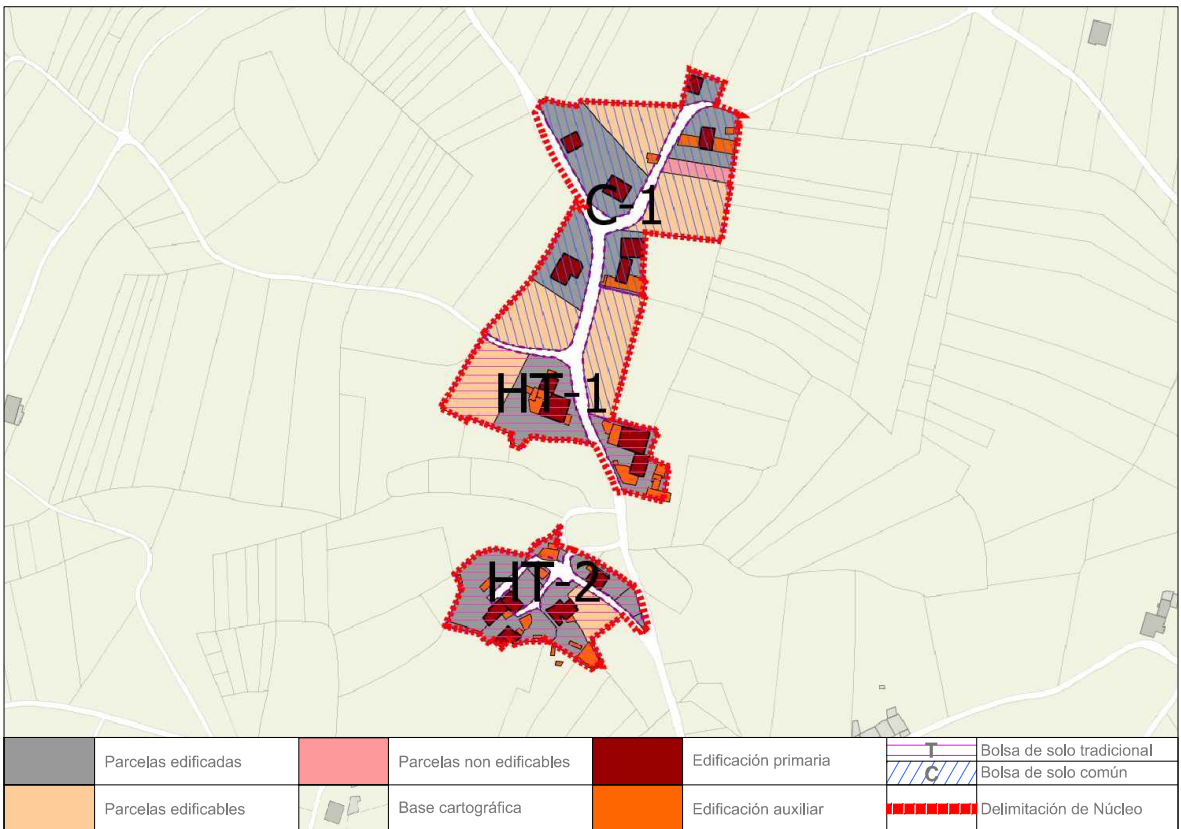 C-1
HT-1
HT-2
Parcelas edificadas
Parcelas non edificables
Edificación primaria
T
Bolsa de solo tradicional
C
Bolsa de solo común
Parcelas edificables
Base cartográfica
Edificación auxiliar
Delimitación de Núcleo